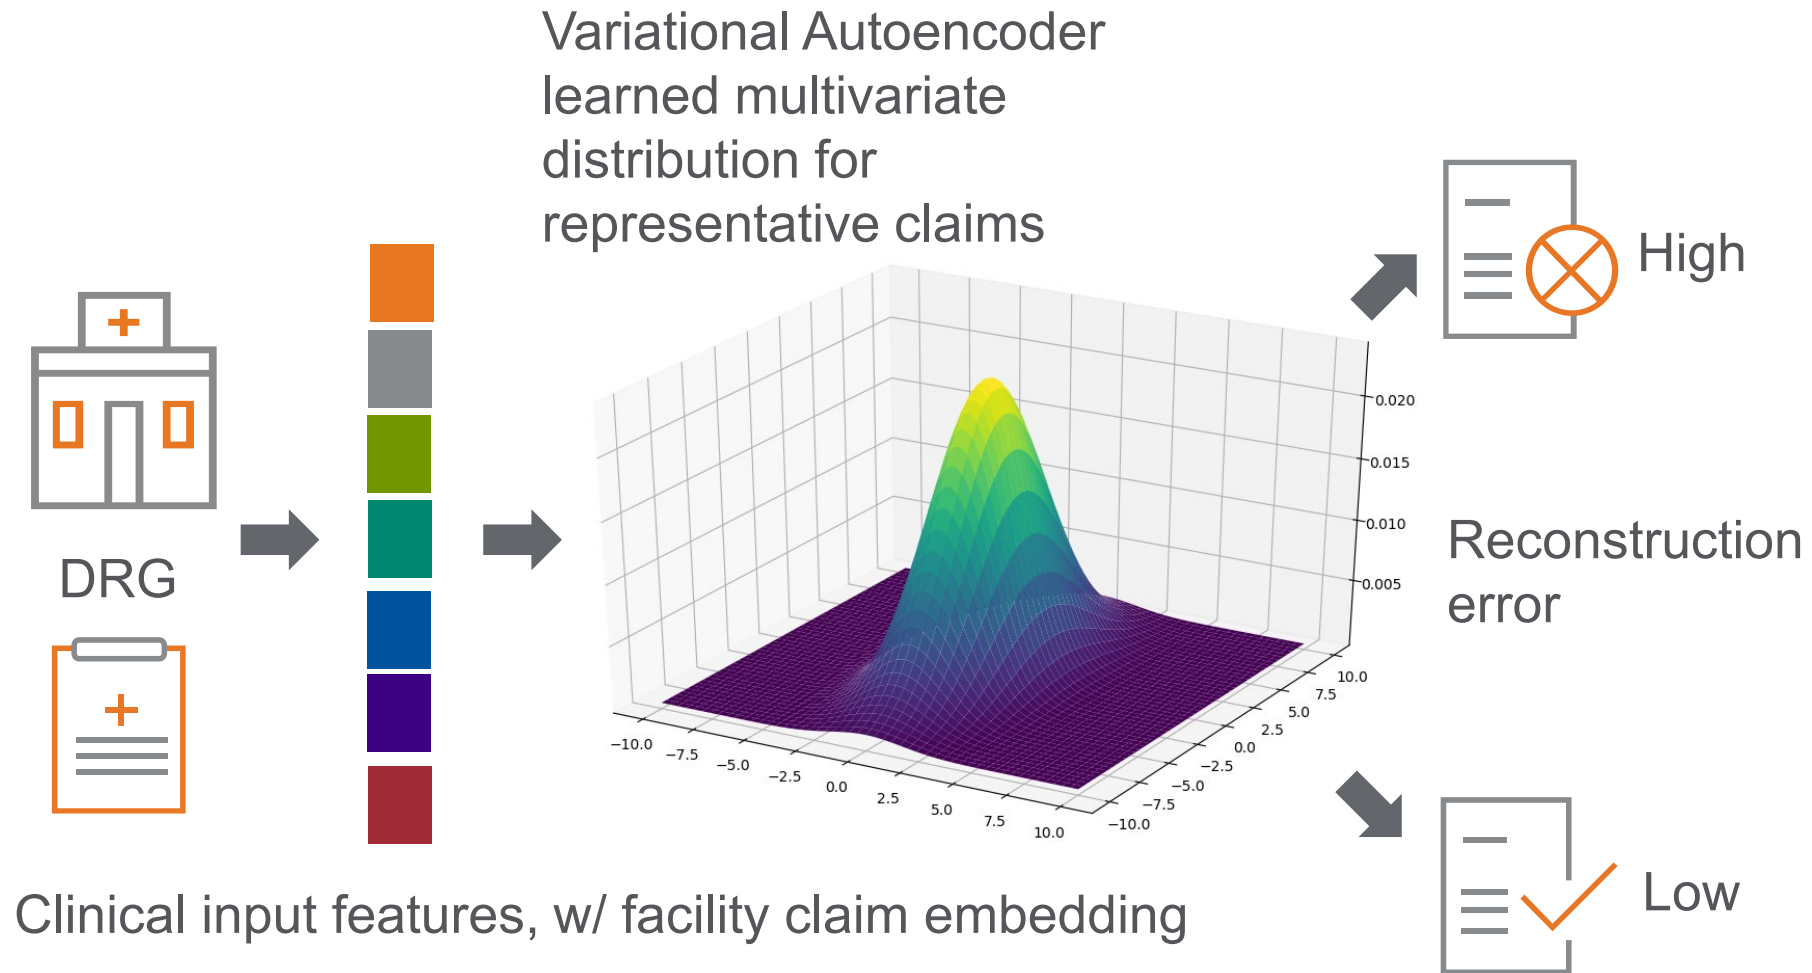 Variational Autoencoder
learned multivariate
distribution for
representative claims
High
DRG
0.020
0.015
0.010
0.005
Reconstruction
error
−10.0
−7.5
−5.0
−2.5
0.0
2.5
5.0
7.5
10.0
−10.0
−7.5
−5.0
−2.5
0.0
2.5
5.0
7.5
10.0
Low
Clinical input features, w/ facility claim embedding